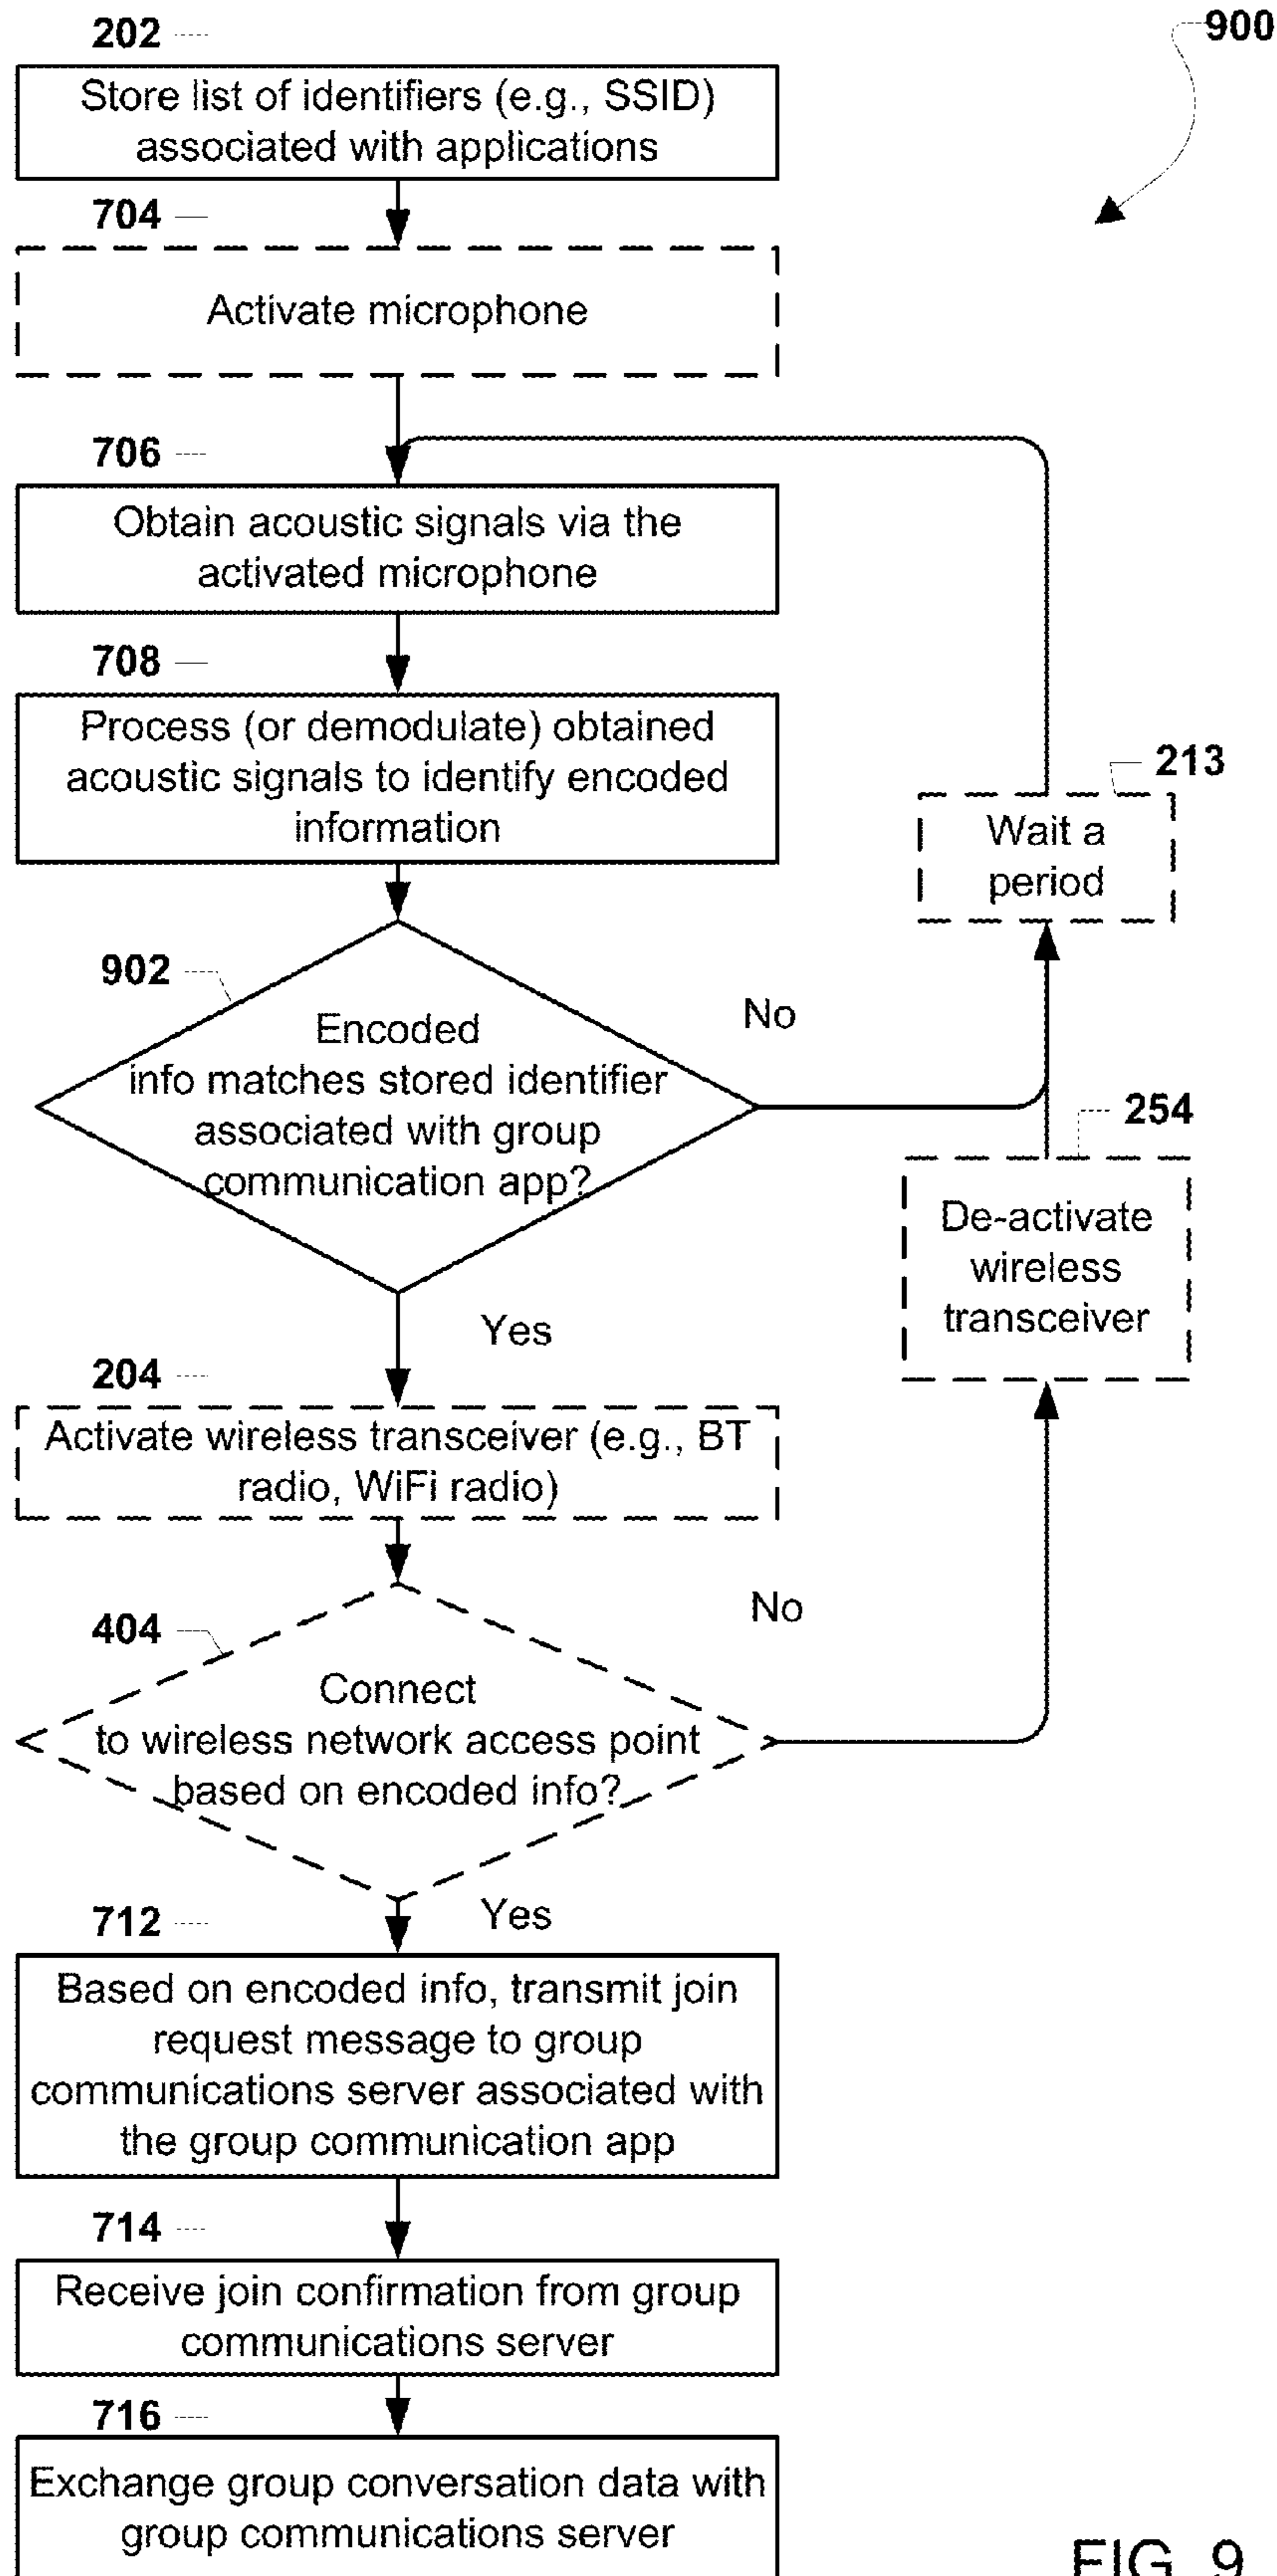 202
900
Store list of identifiers (e.g., SSID)
associated with applications
704
Activate microphone
706
Obtain acoustic signals via the
activated microphone
708
Process (or demodulate) obtained
acoustic signals to identify encoded
information
213
Wait a
period
902
Encoded
info matches stored identifier
associated with group
communication app?
No
254
De-activate
wireless
transceiver
Yes
204
Activate wireless transceiver (e.g., BT
radio, WiFi radio)
404
Connect
to wireless network access point
based on encoded info?
No
Yes
712
Based on encoded info, transmit join
request message to group
communications server associated with
the group communication app
714
Receive join confirmation from group
communications server
716
Exchange group conversation data with
group communications server
FIG. 9